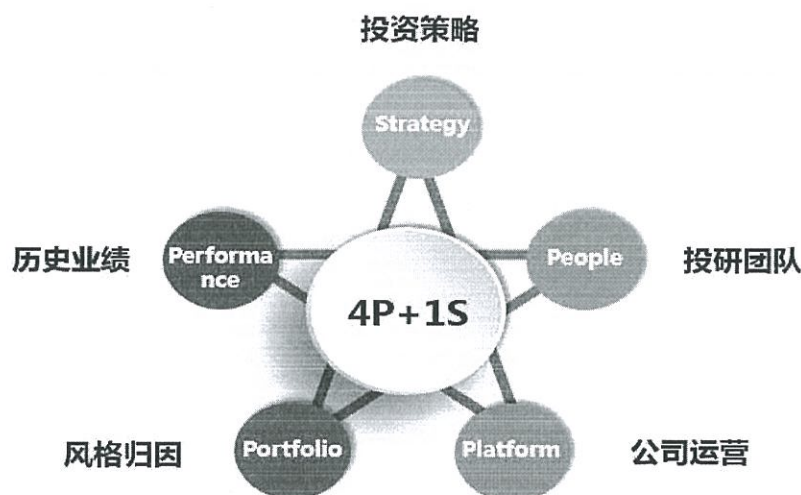 投资策略
Strategy
历史业绩
Performa
nce
People
投研团队
4P+1S
风格归因
Portfolio
Platform
公司运营